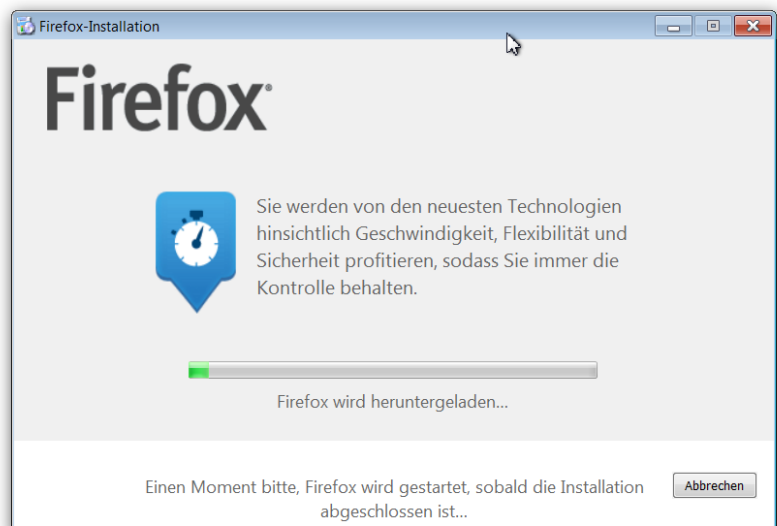 Firefox-Installation
Firefox
Sie werden von den neuesten Technologien
hinsichtlich Geschwindigkeit, Flexibilität und
Sicherheit profitieren, sodass Sie immer die
Kontrolle behalten.
Firefox wird heruntergeladen...
Einen Moment bitte, Firefox wird gestartet, sobald die Installation
abgeschlossen ist...
Abbrechen